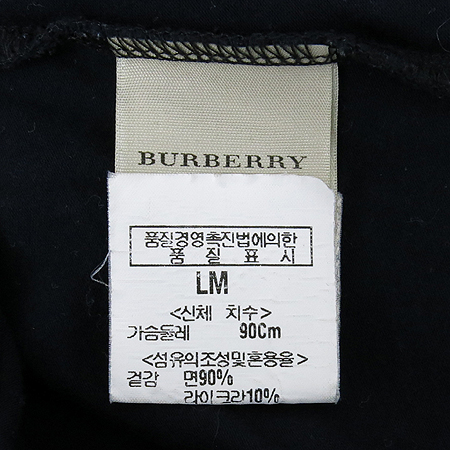 BURBERRY
품질경영촉진법에의한
품 질 표 시
LM
<신체 치수>
가슴둘레 90Cm
<섬유의조성및혼용율>
겉감 면90%
라이크라10%